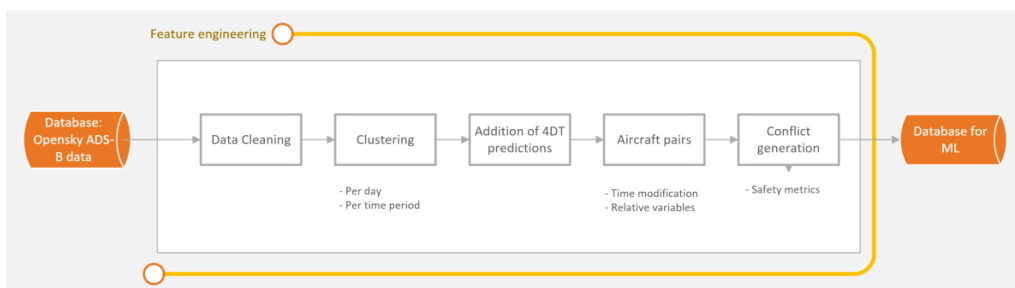 Feature engineering
Database:
Opensky ADS-
B data
Data Cleaning
Clustering
- Per day
- Per time period
Addition of 4DT
predictions
Aircraft pairs
- Time modification
- Relative variables
Conflict
generation
- Safety metrics
Database for
ML